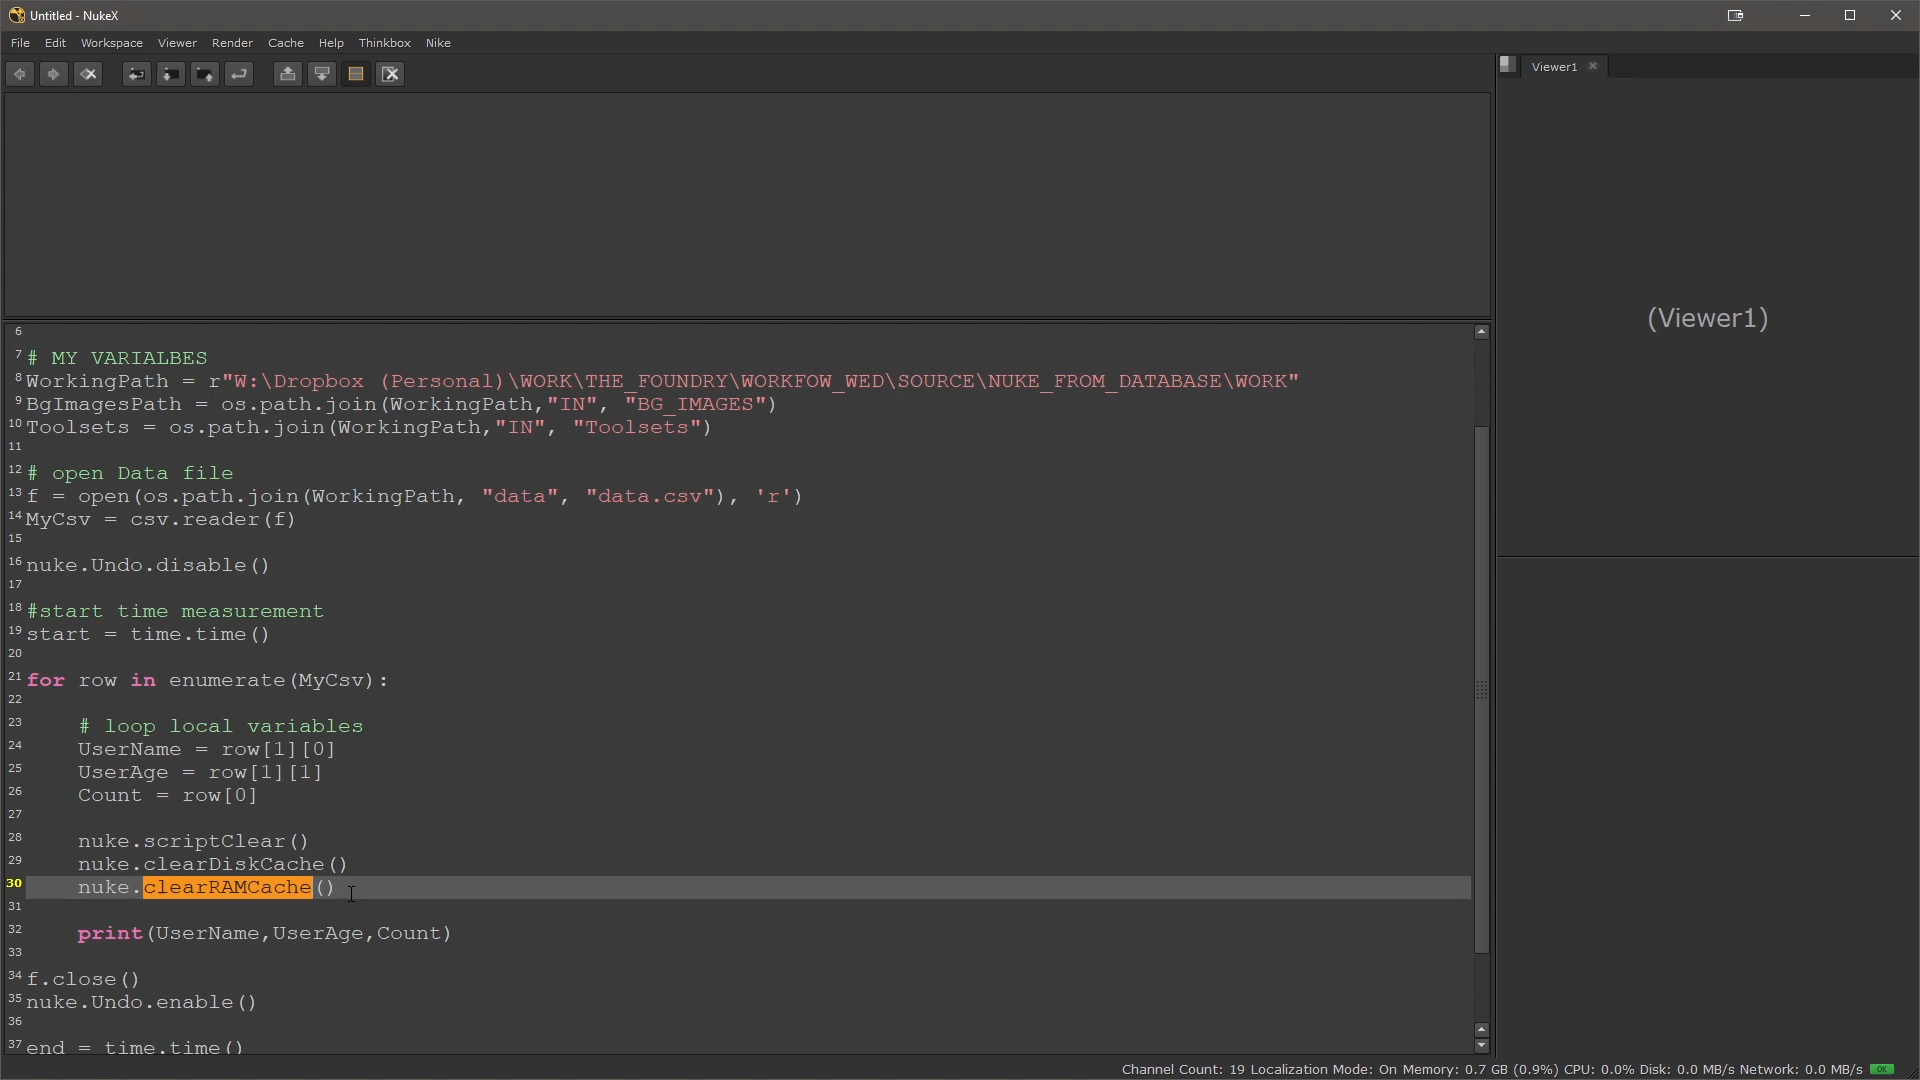 Untitled - NukeX
File Edit Workspace Viewer Render Cache Help Thinkbox Nike
Viewer1
(Viewer1)
6
7 # MY VARIALBES
8 WorkingPath = r"W:\Dropbox (Personal)\WORK\THE_FOUNDRY\WORKFOW_WED\SOURCE\NUKE_FROM_DATABASE\WORK"
9 BgImagesPath = os.path.join(WorkingPath,"IN", "BG_IMAGES")
10 Toolsets = os.path.join(WorkingPath,"IN", "Toolsets")
11
12 # open Data file
13 f = open(os.path.join(WorkingPath, "data", "data.csv"), 'r')
14 MyCsv = csv.reader(f)
15
16 nuke.Undo.disable()
17
18 #start time measurement
19 start = time.time()
20
21 for row in enumerate(MyCsv):
22
23 # loop local variables
24 UserName = row[1][0]
25 UserAge = row[1][1]
26 Count = row[0]
27
28 nuke.scriptClear()
29 nuke.clearDiskCache()
30 nuke.clearRAMCache()
31
32 print(UserName,UserAge,Count)
33
34 f.close()
35 nuke.Undo.enable()
36
37 end = time.time()
Channel Count: 19 Localization Mode: On Memory: 0.7 GB (0.9%) CPU: 0.0% Disk: 0.0 MB/s Network: 0.0 MB/s OK